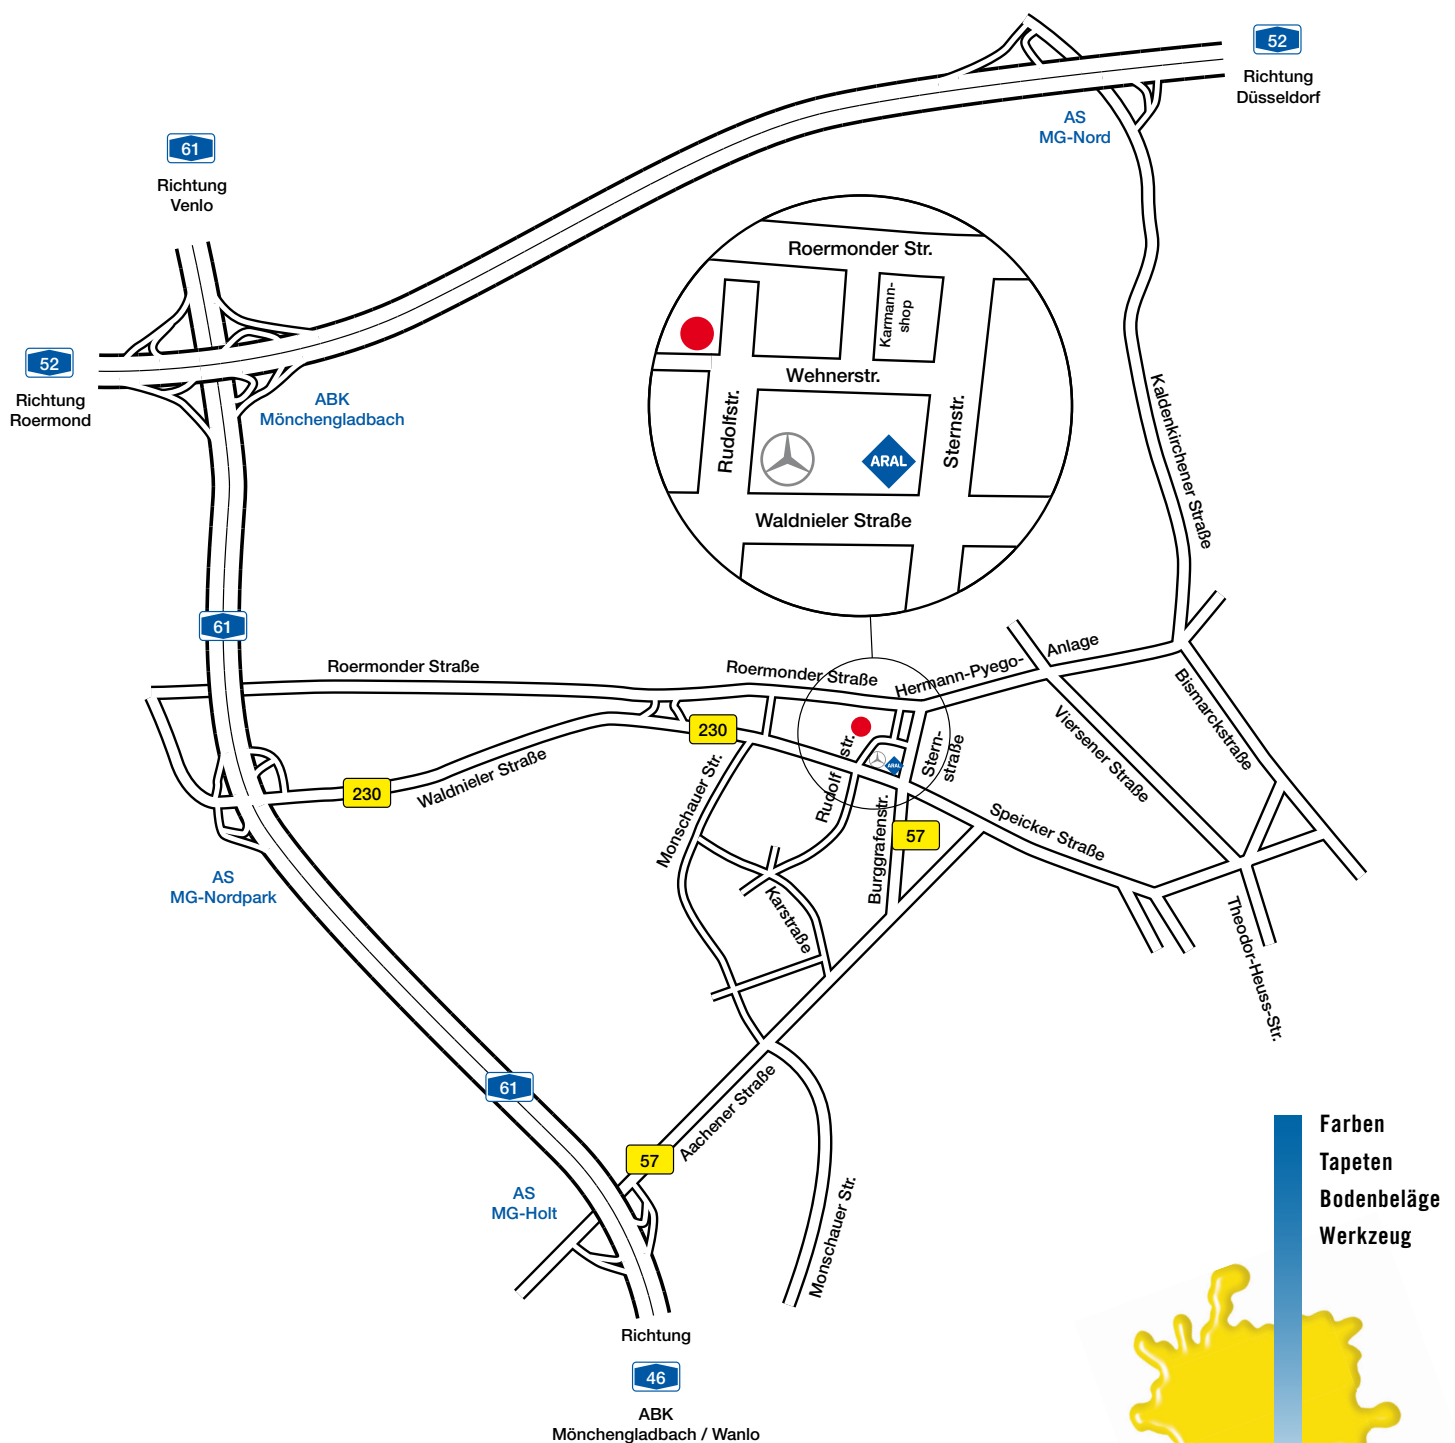 52
Richtung
Düsseldorf
AS
MG-Nord
61
Richtung
Venlo
52
Richtung
Roermond
ABK
Mönchengladbach
Roermonder Str.
Karmann-
shop
Wehnerstr.
Rudolfstr.
Sternstr.
ARAL
Waldnieler Straße
Kaldenkirchener Straße
61
Roermonder Straße
Roermonder Straße
Hermann-Pyego-
Anlage
Bismarckstraße
Viersener Straße
230
230
Waldnieler Straße
Monschauer Str.
Rudolf
str.
ARAL
Stern-
straße
Burggrafenstr.
57
Speicker Straße
Karstraße
Theodor-Heuss-Str.
AS
MG-Nordpark
61
Aachener Straße
57
AS
MG-Holt
Monschauer Str.
Richtung
46
ABK
Mönchengladbach / Wanlo
Farben
Tapeten
Bodenbeläge
Werkzeug